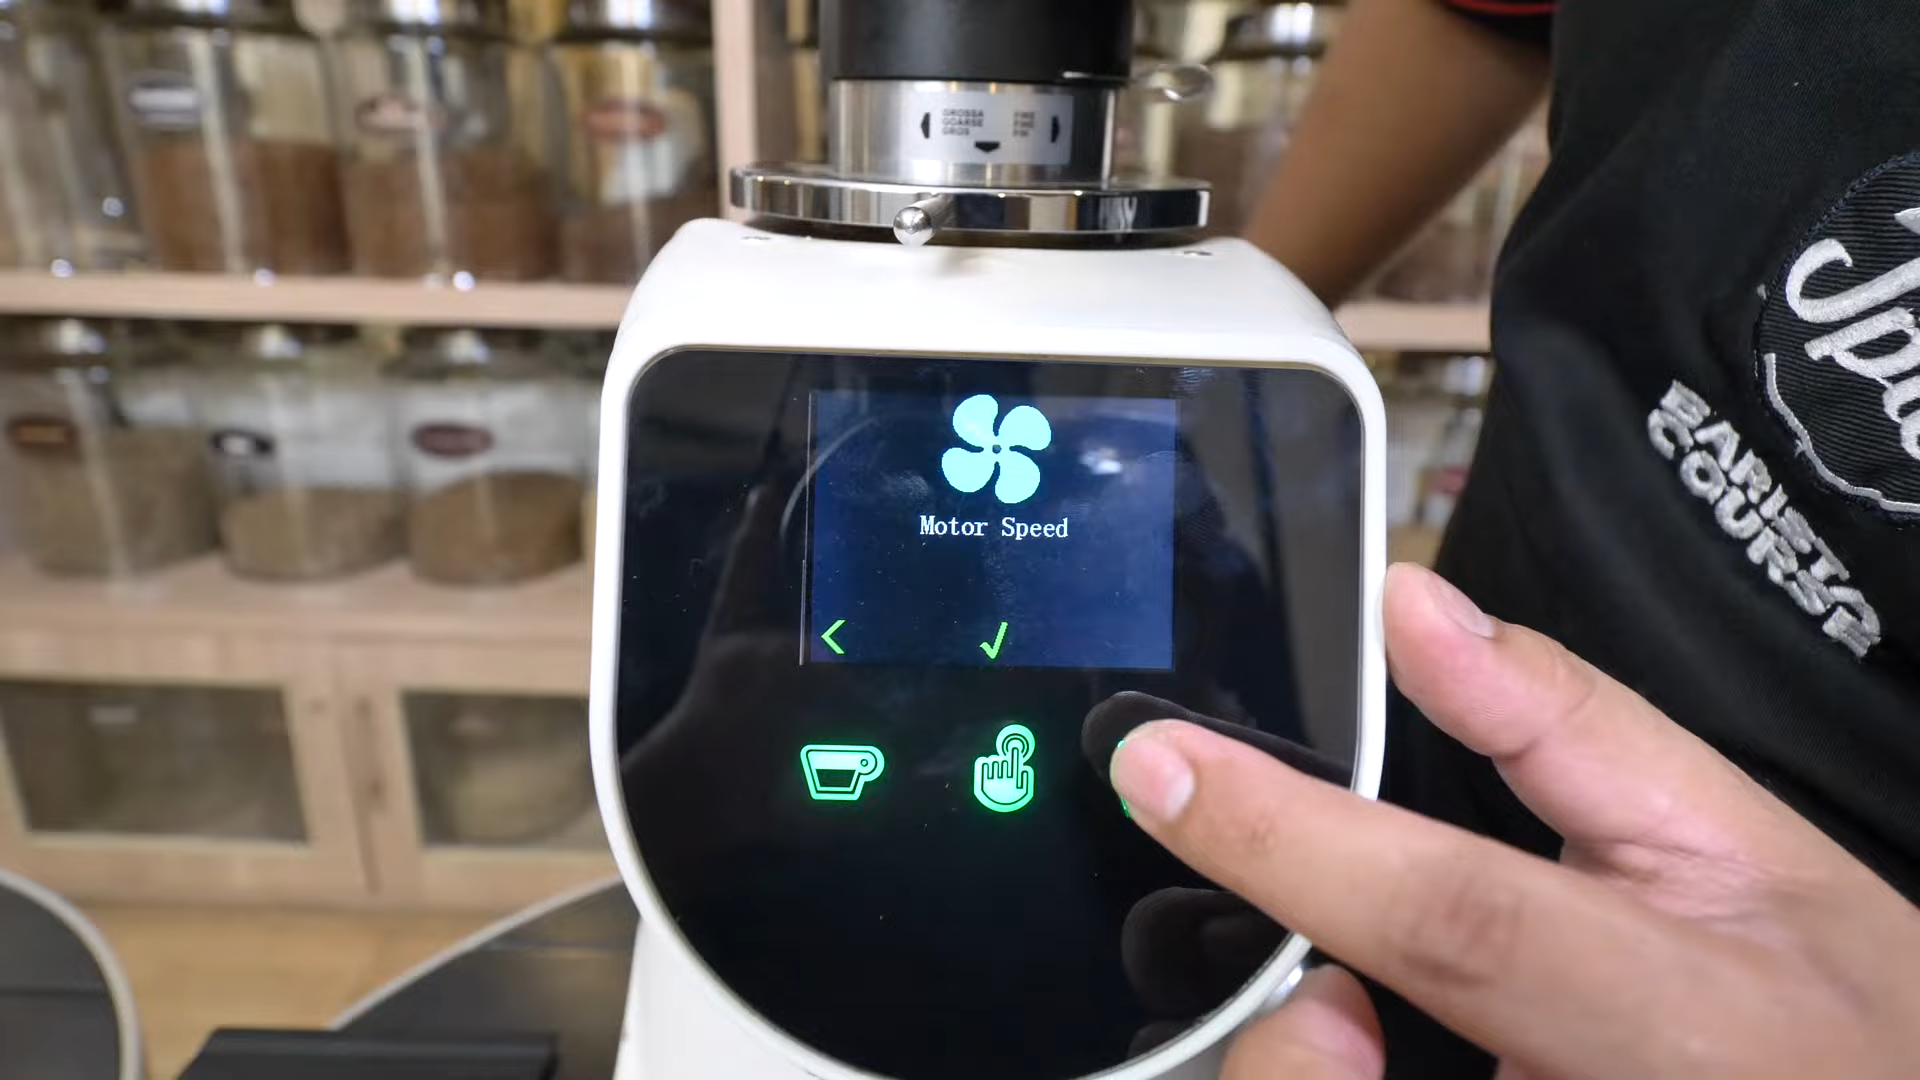 GROSSA
COARSE
GROS
FINE
FINE
FIN
Motor Speed
BARISTA
COURSE